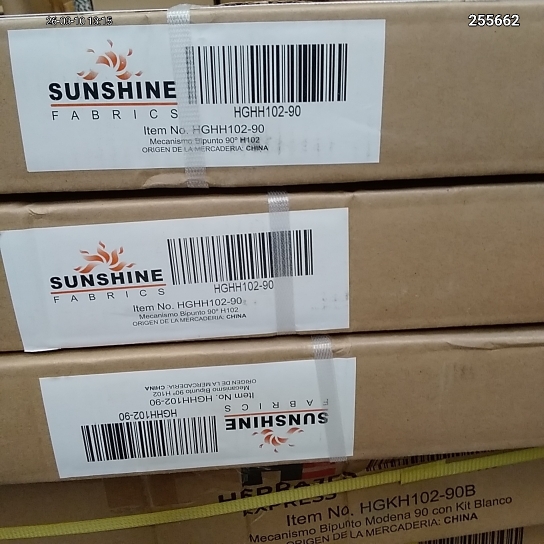 255662
SUNSHINE
FABRICS
HGHH102-90
Item No. HGHH102-90
Mecanismo Bipunto 90° H102
ORIGEN DE LA MERCADERIA: CHINA
SUNSHINE
FABRICS
HGHH102-90
Item No. HGHH102-90
Mecanismo Bipunto 90° H102
ORIGEN DE LA MERCADERIA: CHINA
SUNSHINE
FABRICS
HGHH102-90
Item No. HGHH102-90
Mecanismo Bipunto 90° H102
ORIGEN DE LA MERCADERIA: CHINA
EXPRESS
Item No. HGKH102-90B
Mecanismo Bipunto Modena 90 con Kit Blanco
ORIGEN DE LA MERCADERIA: CHINA